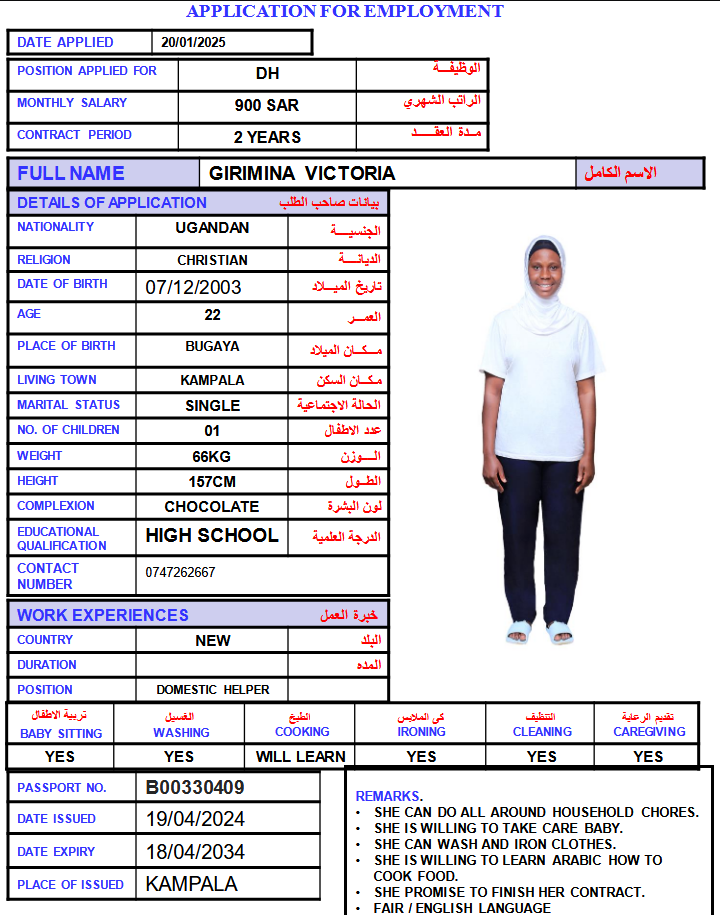 APPLICATION FOR EMPLOYMENT
DATE APPLIED 20/01/2025
POSITION APPLIED FOR DH الوظيفـــة
MONTHLY SALARY 900 SAR الراتب الشهري
CONTRACT PERIOD 2 YEARS مـدة العقـــد
FULL NAME GIRIMINA VICTORIA الاسم الكامل
DETAILS OF APPLICATION بيانات صاحب الطلب
NATIONALITY UGANDAN الجنسيـــة
RELIGION CHRISTIAN الديانـــة
DATE OF BIRTH 07/12/2003 تاريخ الميـــلاد
AGE 22 العمـــر
PLACE OF BIRTH BUGAYA مـــكـــان الميلاد
LIVING TOWN KAMPALA مكـان السكن
MARITAL STATUS SINGLE الحالة الاجتماعية
NO. OF CHILDREN 01 عدد الاطفال
WEIGHT 66KG الـــوزن
HEIGHT 157CM الطـول
COMPLEXION CHOCOLATE لون البشرة
EDUCATIONAL QUALIFICATION HIGH SCHOOL الدرجة العلمية
CONTACT NUMBER 0747262667
WORK EXPERIENCES خبرة العمل
COUNTRY NEW البلد
DURATION المده
POSITION DOMESTIC HELPER
تربية الاطفال الغسيل الطبخ كي الملابس التنظيف تقديم الرعاية
BABY SITTING WASHING COOKING IRONING CLEANING CAREGIVING
YES YES WILL LEARN YES YES YES
PASSPORT NO. B00330409
DATE ISSUED 19/04/2024
DATE EXPIRY 18/04/2034
PLACE OF ISSUED KAMPALA
REMARKS.
• SHE CAN DO ALL AROUND HOUSEHOLD CHORES.
• SHE IS WILLING TO TAKE CARE BABY.
• SHE CAN WASH AND IRON CLOTHES.
• SHE IS WILLING TO LEARN ARABIC HOW TO
COOK FOOD.
• SHE PROMISE TO FINISH HER CONTRACT.
• FAIR / ENGLISH LANGUAGE